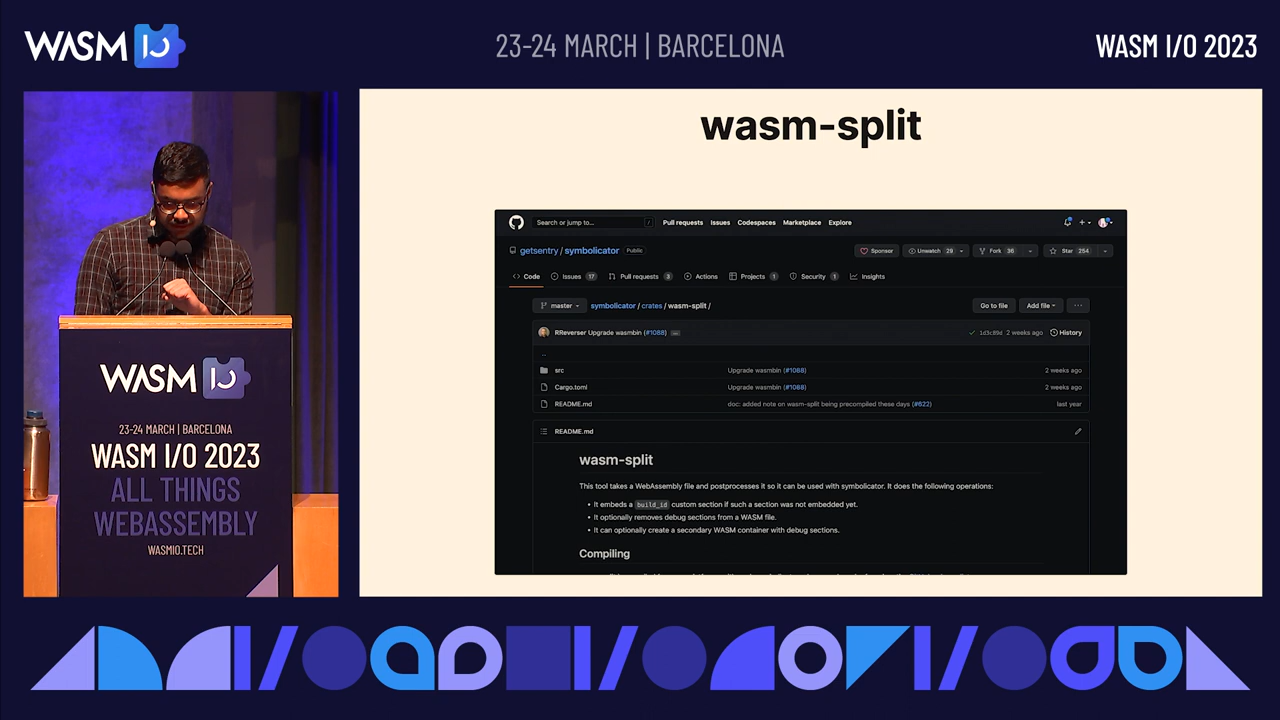 WASM I/O
23-24 MARCH | BARCELONA
WASM I/O 2023
WASM I/O
23-24 MARCH | BARCELONA
WASM I/O 2023
ALL THINGS
WEBASSEMBLY
WASMIO.TECH
wasm-split
Search or jump to... / Pull requests Issues Codespaces Marketplace Explore
getsentry / symbolicator Public
Sponsor Unwatch 29 Fork 36 Star 254
Code Issues 17 Pull requests 3 Actions Projects 1 Security 1 Insights
master symbolicator / crates / wasm-split / Go to file Add file ...
RReverser Upgrade wasmbin (#1088) ... 1d3c89d 2 weeks ago History
..
src Upgrade wasmbin (#1088) 2 weeks ago
Cargo.toml Upgrade wasmbin (#1088) 2 weeks ago
README.md doc: added note on wasm-split being precompiled these days (#622) last year
README.md
wasm-split
This tool takes a WebAssembly file and postprocesses it so it can be used with symbolicator. It does the following operations:
• It embeds a build_id custom section if such a section was not embedded yet.
• It optionally removes debug sections from a WASM file.
• It can optionally create a secondary WASM container with debug sections.
Compiling